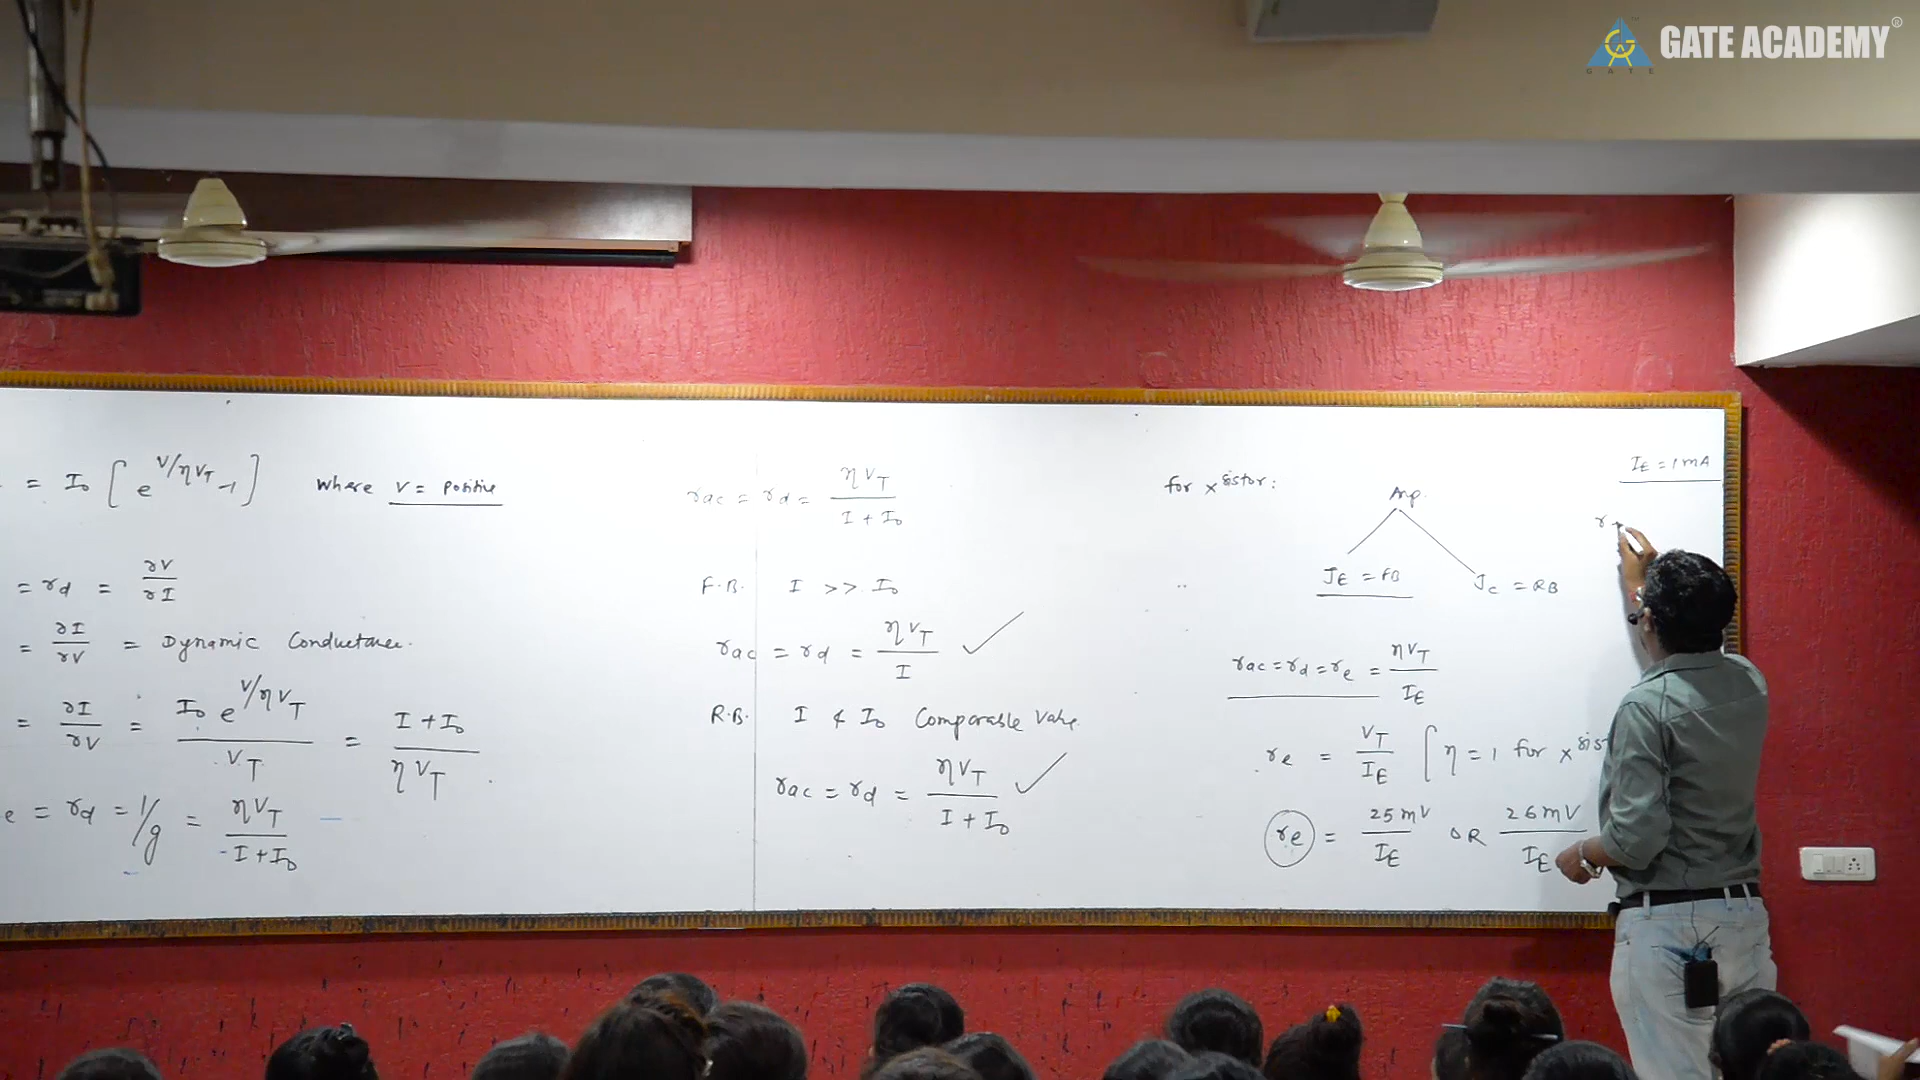 GATE ACADEMY®
GATE
= I₀ [e^{V/ηV_T} -1] Where V = Positive
= r_d = ∂V/∂I
= ∂I/∂V = Dynamic Conductance.
= ∂I/∂V = I₀ e^{V/ηV_T} / V_T = I + I₀ / ηV_T
e = r_d = 1/g = ηV_T / I + I₀
r_ac = r_d = ηV_T / I + I₀
F.B. I >> I₀
r_ac = r_d = ηV_T / I ✓
R.B. I & I₀ Comparable Value.
r_ac = r_d = ηV_T / I + I₀ ✓
for x^sistor:
Amp.
J_E = FB J_C = RB
r_ac = r_d = r_e = ηV_T / I_E
r_e = V_T / I_E [η = 1 for x^sist
r_e = 25mV / I_E OR 26mV / I_E
I_E = 1mA
r